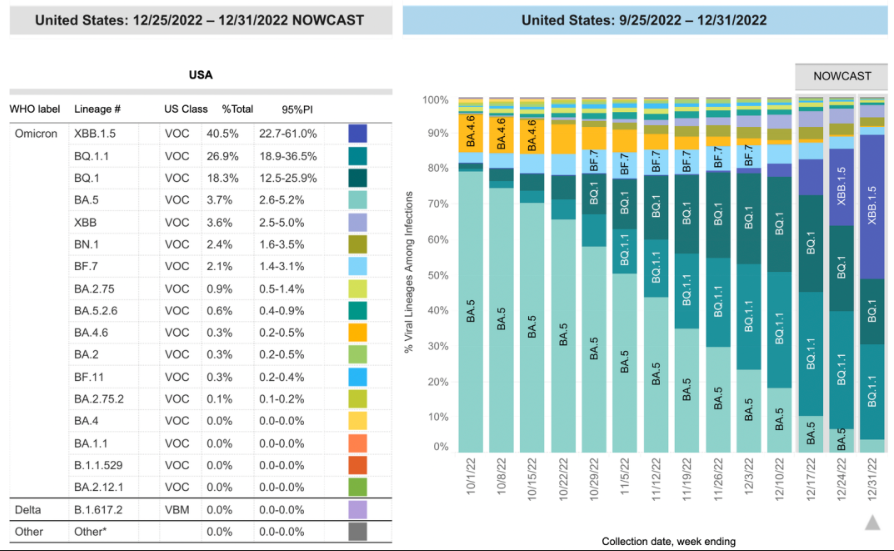 United States: 12/25/2022 – 12/31/2022 NOWCAST
USA
WHO label Lineage # US Class %Total 95%PI
Omicron XBB.1.5 VOC 40.5% 22.7-61.0%
BQ.1.1 VOC 26.9% 18.9-36.5%
BQ.1 VOC 18.3% 12.5-25.9%
BA.5 VOC 3.7% 2.6-5.2%
XBB VOC 3.6% 2.5-5.0%
BN.1 VOC 2.4% 1.6-3.5%
BF.7 VOC 2.1% 1.4-3.1%
BA.2.75 VOC 0.9% 0.5-1.4%
BA.5.2.6 VOC 0.6% 0.4-0.9%
BA.4.6 VOC 0.3% 0.2-0.5%
BA.2 VOC 0.3% 0.2-0.5%
BF.11 VOC 0.3% 0.2-0.4%
BA.2.75.2 VOC 0.1% 0.1-0.2%
BA.4 VOC 0.0% 0.0-0.0%
BA.1.1 VOC 0.0% 0.0-0.0%
B.1.1.529 VOC 0.0% 0.0-0.0%
BA.2.12.1 VOC 0.0% 0.0-0.0%
Delta B.1.617.2 VBM 0.0% 0.0-0.0%
Other Other* 0.0% 0.0-0.0%
United States: 9/25/2022 – 12/31/2022
NOWCAST
% Viral Lineages Among Infections
100%
90%
80%
70%
60%
50%
40%
30%
20%
10%
0%
BA.4.6
BA.5
BA.4.6
BA.5
BA.4.6
BA.5
BA.5
BF.7
BQ.1
BA.5
BF.7
BQ.1
BQ.1.1
BA.5
BF.7
BQ.1
BQ.1.1
BA.5
BF.7
BQ.1
BQ.1.1
BA.5
BF.7
BQ.1
BQ.1.1
BA.5
BF.7
BQ.1
BQ.1.1
BA.5
BQ.1
BQ.1.1
BA.5
BQ.1
BQ.1.1
BA.5
XBB.1.5
BQ.1
BQ.1.1
BA.5
XBB.1.5
BQ.1
BQ.1.1
10/1/22
10/8/22
10/15/22
10/22/22
10/29/22
11/5/22
11/12/22
11/19/22
11/26/22
12/3/22
12/10/22
12/17/22
12/24/22
12/31/22
Collection date, week ending